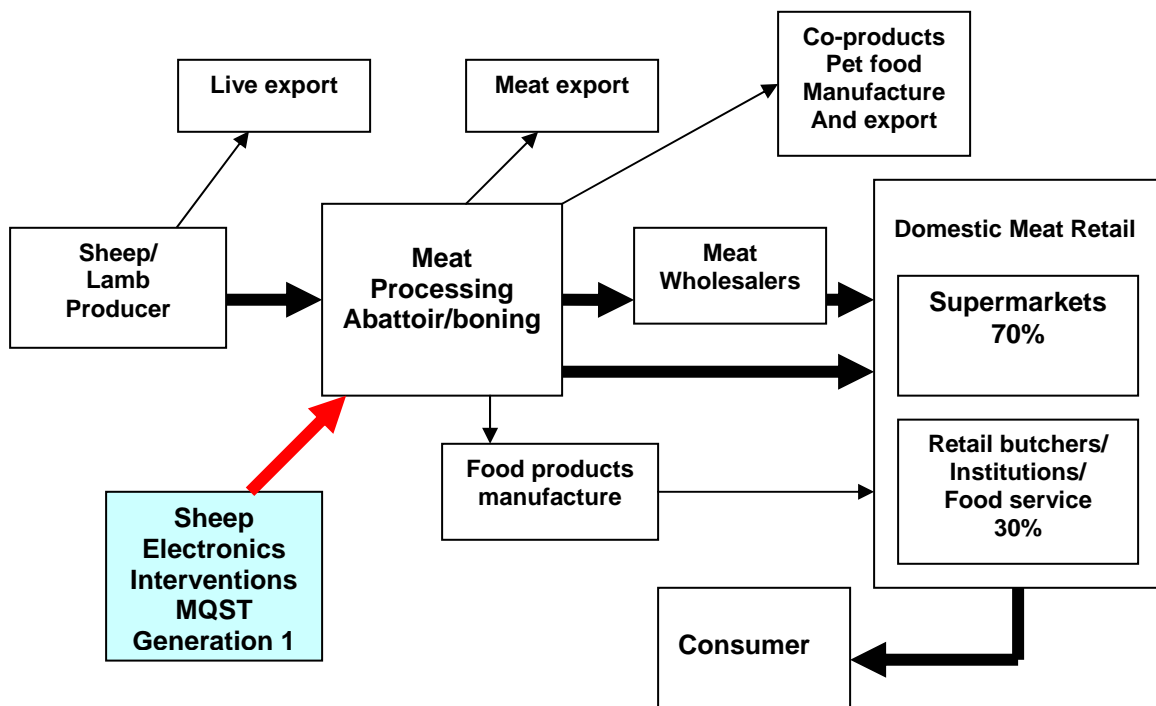 Co-products
Pet food
Manufacture
And export
Live export
Meat export
Sheep/
Lamb
Producer
Meat
Processing
Abattoir/boning
Meat
Wholesalers
Domestic Meat Retail
Supermarkets
70%
Retail butchers/
Institutions/
Food service
30%
Food products
manufacture
Sheep
Electronics
Interventions
MQST
Generation 1
Consumer